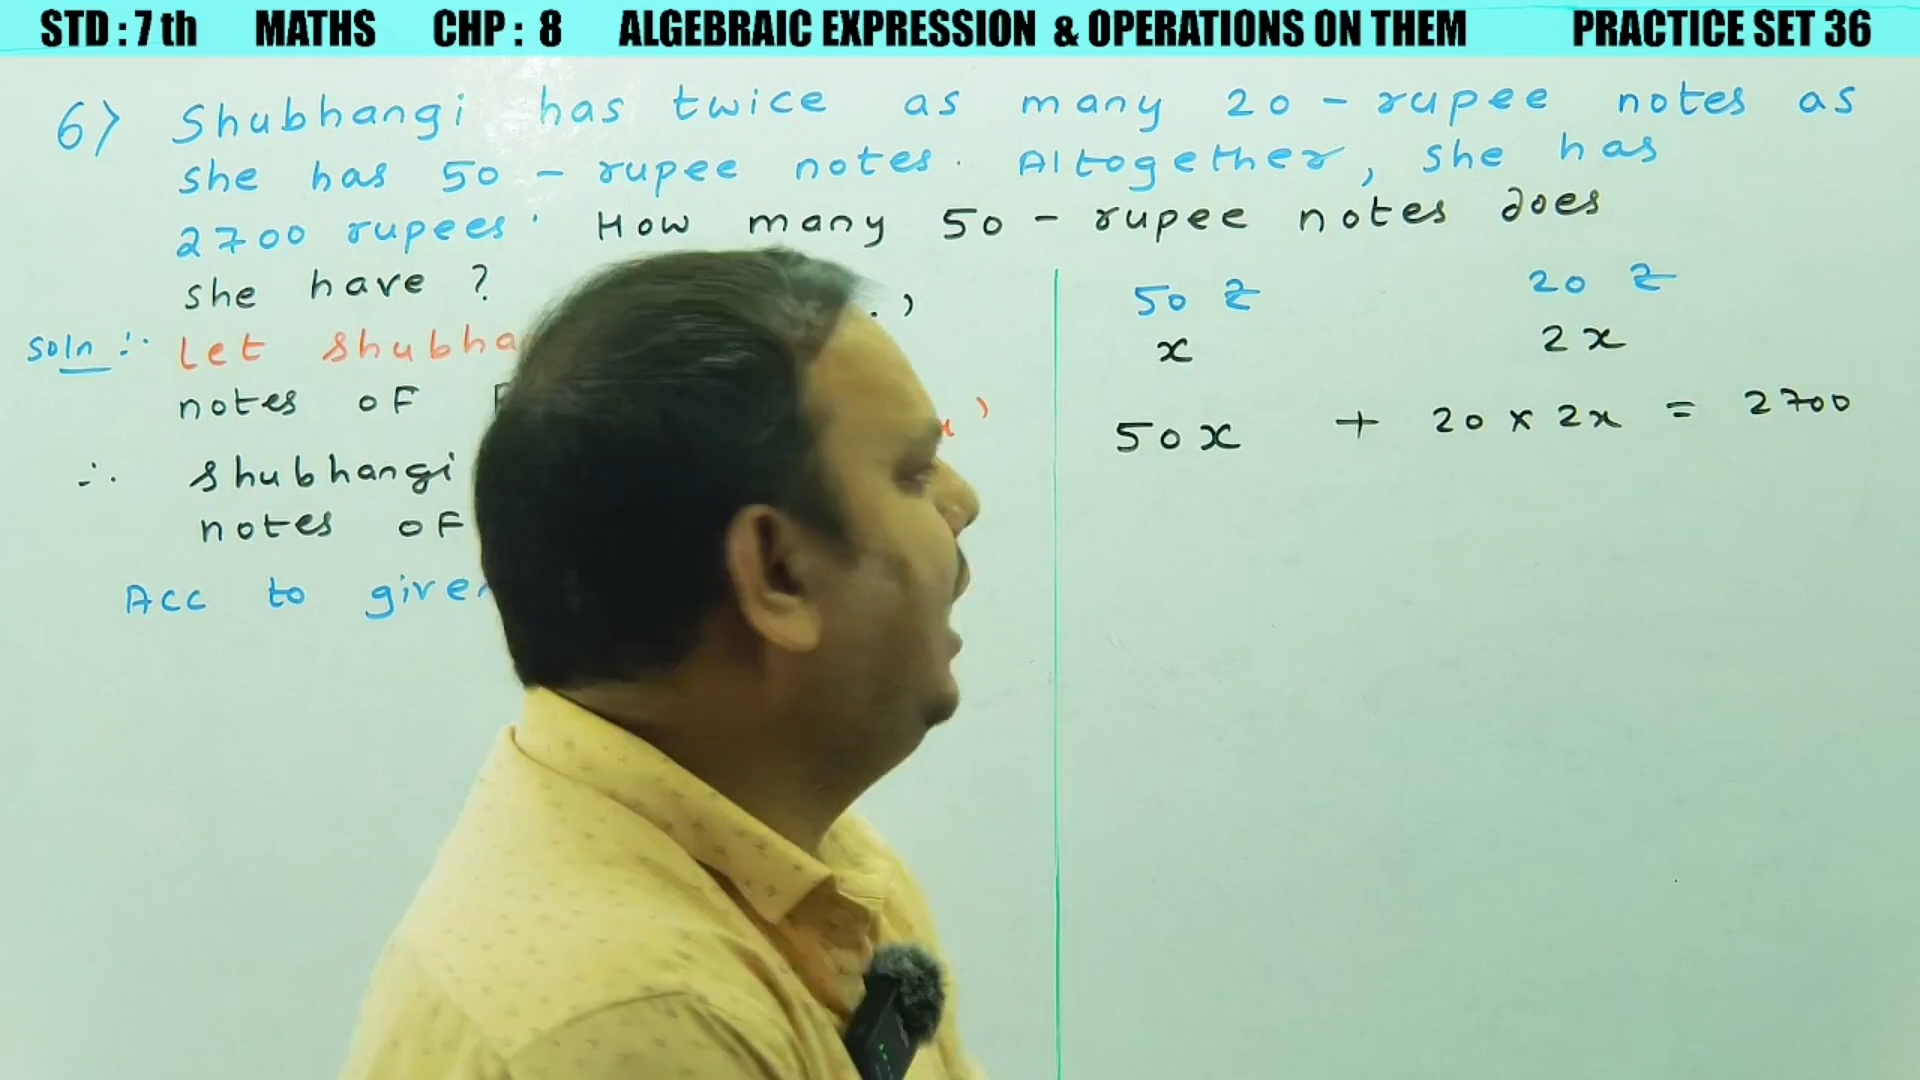 STD : 7 th MATHS CHP : 8 ALGEBRAIC EXPRESSION & OPERATIONS ON THEM PRACTICE SET 36
6) Shubhangi has twice as many 20 - rupee notes as
she has 50 - rupee notes. Altogether, she has
2700 rupees. How many 50 - rupee notes does
she have ?
Soln :. Let Shubha
notes of
∴ Shubhangi
notes of
Acc to given
50 ₹ 20 ₹
x 2x
50x + 20 × 2x = 2700